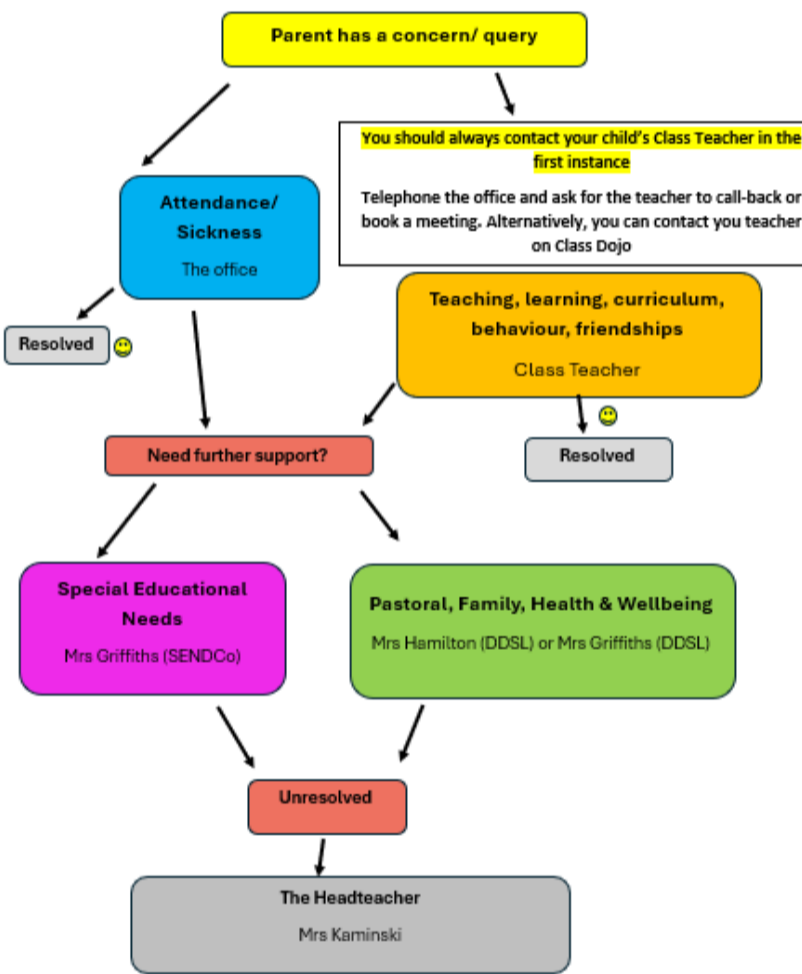 Parent has a concern/ query
You should always contact your child's Class Teacher in the
first instance
Telephone the office and ask for the teacher to call-back or
book a meeting. Alternatively, you can contact you teacher
on Class Dojo
Attendance/
Sickness
The office
Teaching, learning, curriculum,
behaviour, friendships
Class Teacher
Resolved
Need further support?
Resolved
Special Educational
Needs
Mrs Griffiths (SENDCo)
Pastoral, Family, Health & Wellbeing
Mrs Hamilton (DDSL) or Mrs Griffiths (DDSL)
Unresolved
The Headteacher
Mrs Kaminski